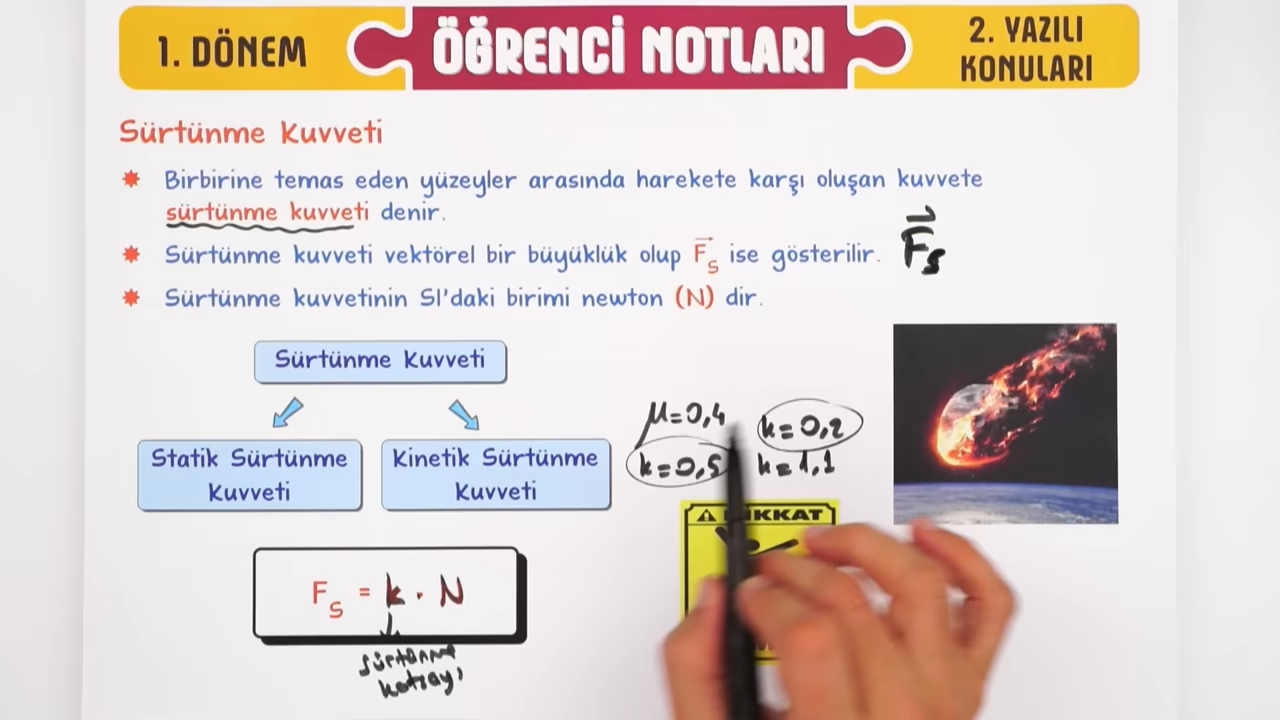 1. DÖNEM
ÖĞRENCİ NOTLARI
2. YAZILI
KONULARI
Sürtünme Kuvveti
Birbirine temas eden yüzeyler arasında harekete karşı oluşan kuvvete
sürtünme kuvveti denir.
Sürtünme kuvveti vektörel bir büyüklük olup F⃗s ise gösterilir.
F⃗s
Sürtünme kuvvetinin SI'daki birimi newton (N) dir.
Sürtünme Kuvveti
Statik Sürtünme
Kuvveti
Kinetik Sürtünme
Kuvveti
μ=0,4
k=0,2
k=0,5
k=1,1
Fs = k . N
sürtünme
katsayı